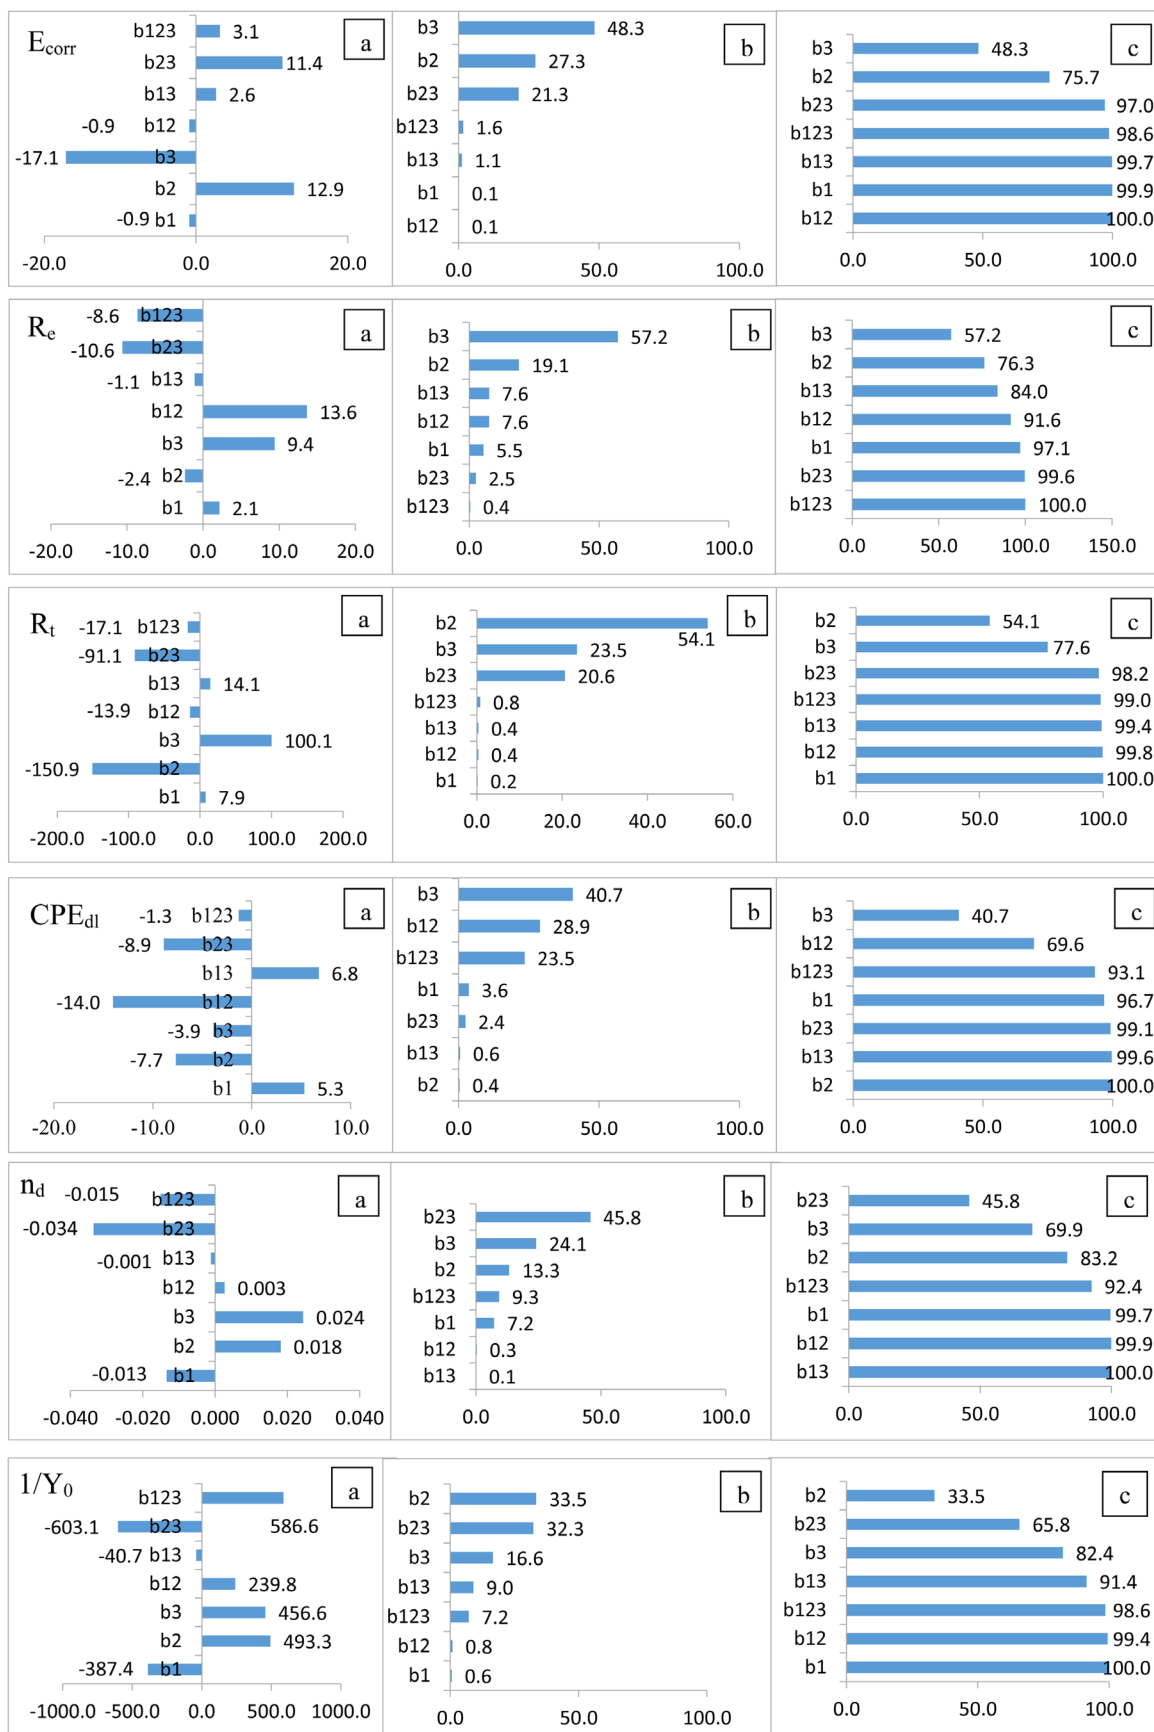 E_corr
a
b123 3.1
b23 11.4
b13 2.6
-0.9 b12
-17.1 b3
b2 12.9
-0.9 b1
-20.0 0.0 20.0
b
b3 48.3
b2 27.3
b23 21.3
b123 1.6
b13 1.1
b1 0.1
b12 0.1
0.0 50.0 100.0
c
b3 48.3
b2 75.7
b23 97.0
b123 98.6
b13 99.7
b1 99.9
b12 100.0
0.0 50.0 100.0
R_e
a
-8.6 b123
-10.6 b23
-1.1 b13
b12 13.6
b3 9.4
-2.4 b2
b1 2.1
-20.0 -10.0 0.0 10.0 20.0
b
b3 57.2
b2 19.1
b13 7.6
b12 7.6
b1 5.5
b23 2.5
b123 0.4
0.0 50.0 100.0
c
b3 57.2
b2 76.3
b13 84.0
b12 91.6
b1 97.1
b23 99.6
b123 100.0
0.0 50.0 100.0 150.0
R_t
a
-17.1 b123
-91.1 b23
b13 14.1
-13.9 b12
b3 100.1
-150.9 b2
b1 7.9
-200.0 -100.0 0.0 100.0 200.0
b
b2 54.1
b3 23.5
b23 20.6
b123 0.8
b13 0.4
b12 0.4
b1 0.2
0.0 20.0 40.0 60.0
c
b2 54.1
b3 77.6
b23 98.2
b123 99.0
b13 99.4
b12 99.8
b1 100.0
0.0 50.0 100.0
CPE_dl
a
-1.3 b123
-8.9 b23
b13 6.8
-14.0 b12
-3.9 b3
-7.7 b2
b1 5.3
-20.0 -10.0 0.0 10.0
b
b3 40.7
b12 28.9
b123 23.5
b1 3.6
b23 2.4
b13 0.6
b2 0.4
0.0 50.0 100.0
c
b3 40.7
b12 69.6
b123 93.1
b1 96.7
b23 99.1
b13 99.6
b2 100.0
0.0 50.0 100.0
n_d
a
-0.015 b123
-0.034 b23
-0.001 b13
b12 0.003
b3 0.024
b2 0.018
-0.013 b1
-0.040 -0.020 0.000 0.020 0.040
b
b23 45.8
b3 24.1
b2 13.3
b123 9.3
b1 7.2
b12 0.3
b13 0.1
0.0 50.0 100.0
c
b23 45.8
b3 69.9
b2 83.2
b123 92.4
b1 99.7
b12 99.9
b13 100.0
0.0 50.0 100.0
1/Y_0
a
b123
-603.1 b23 586.6
-40.7 b13
b12 239.8
b3 456.6
b2 493.3
-387.4 b1
-1000.0 -500.0 0.0 500.0 1000.0
b
b2 33.5
b23 32.3
b3 16.6
b13 9.0
b123 7.2
b12 0.8
b1 0.6
0.0 50.0 100.0
c
b2 33.5
b23 65.8
b3 82.4
b13 91.4
b123 98.6
b12 99.4
b1 100.0
0.0 50.0 100.0